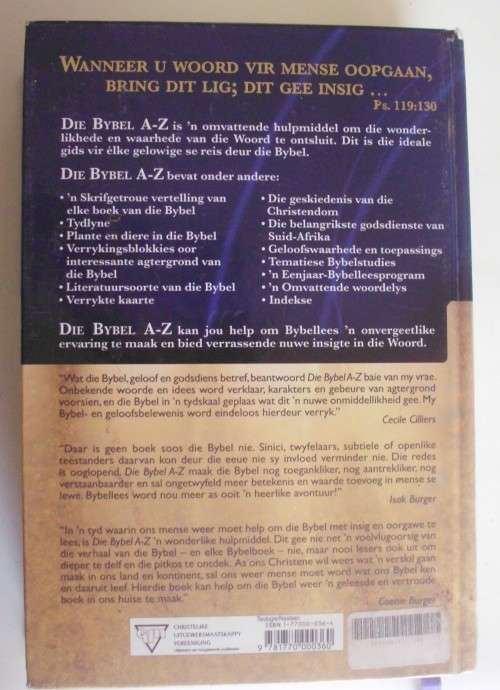 WANNEER U WOORD VIR MENSE OOPGAAN,
BRING DIT LIG; DIT GEE INSIG ...
Ps. 119:130
DIE BYBEL A-Z is 'n omvattende hulpmiddel om die wonder-
likhede en waarhede van die Woord te ontsluit. Dit is die ideale
gids vir élke gelowige se reis deur die Bybel.
DIE BYBEL A-Z bevat onder andere:
• 'n Skrifgetroue vertelling van
elke boek van die Bybel
• Tydlyne
• Plante en diere in die Bybel
• Verrykingsblokkies oor
interessante agtergrond van
die Bybel
• Literatuursoorte van die Bybel
• Verrykte kaarte
• Die geskiedenis van die
Christendom
• Die belangrikste godsdienste van
Suid-Afrika
• Geloofswaarhede en toepassings
• Tematiese Bybelstudies
• 'n Eenjaar-Bybelleesprogram
• 'n Omvattende woordelys
• Indekse
DIE BYBEL A-Z kan jou help om Bybellees 'n onvergeetlike
ervaring te maak en bied verrassende nuwe insigte in die Woord.
"Wat die Bybel, geloof en godsdiens betref, beantwoord Die Bybel A-Z baie van my vrae.
Onbekende woorde en idees word verklaar, karakters en gebeure van agtergrond
voorsien, en die Bybel in 'n tydskaal geplaas wat dit 'n nuwe onmiddellikheid gee. My
Bybel- en geloofsbelewenis word eindeloos hierdeur verryk."
Cecile Cilliers
"Daar is geen boek soos die Bybel nie. Sinici, twyfelaars, subtiele of openlike
teëstanders daarvan kon deur die eeue nie sy invloed verminder nie. Die redes
is ooglopend. Die Bybel A-Z maak die Bybel nog toegankliker, nog aantrekliker, nog
verstaanbaarder en sal ongetwyfeld meer betekenis en waarde toevoeg in mense se
lewe. Bybellees word nou meer as ooit 'n heerlike avontuur!"
Isak Burger
"In 'n tyd waarin ons mense weer moet help om die Bybel met insig en oorgawe te
lees, is Die Bybel A-Z 'n wonderlike hulpmiddel. Dit gee nie net 'n voëlvlugoorsig van
die verhaal van die Bybel – en elke Bybelboek – nie, maar nooi lesers ook uit om
dieper te delf en die pitkos te ontdek. As ons Christene wil wees wat 'n verskil gaan
maak in ons land en kontinent, sal ons weer mense moet word wat ons Bybel ken
en daaruit leef. Hierdie boek kan help om die Bybel weer 'n geleesde en vertroude
boek in ons huise te maak."
Coenie Burger
CHRISTELIKE
UITGEWERSMAATSKAPPY
VERENIGING
ISBN 1-77000-036-4
9 781770 000360